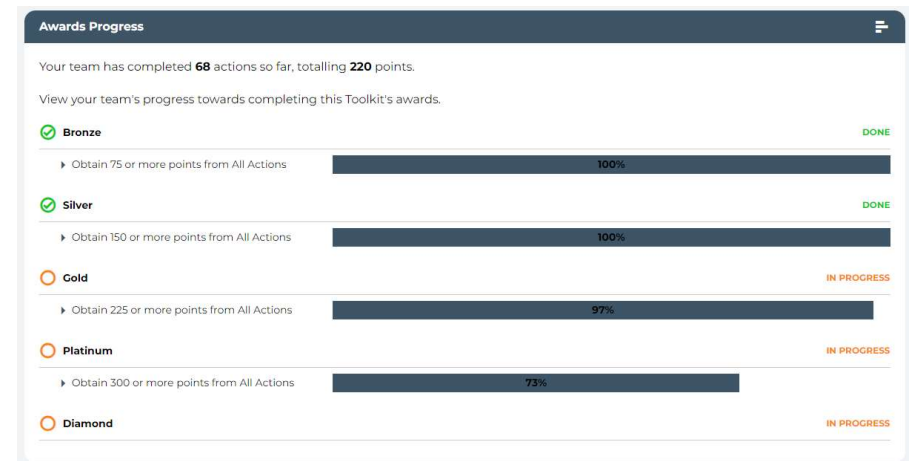 Awards Progress
Your team has completed 68 actions so far, totalling 220 points.
View your team's progress towards completing this Toolkit's awards.
Bronze DONE
Obtain 75 or more points from All Actions 100%
Silver DONE
Obtain 150 or more points from All Actions 100%
Gold IN PROGRESS
Obtain 225 or more points from All Actions 97%
Platinum IN PROGRESS
Obtain 300 or more points from All Actions 73%
Diamond IN PROGRESS